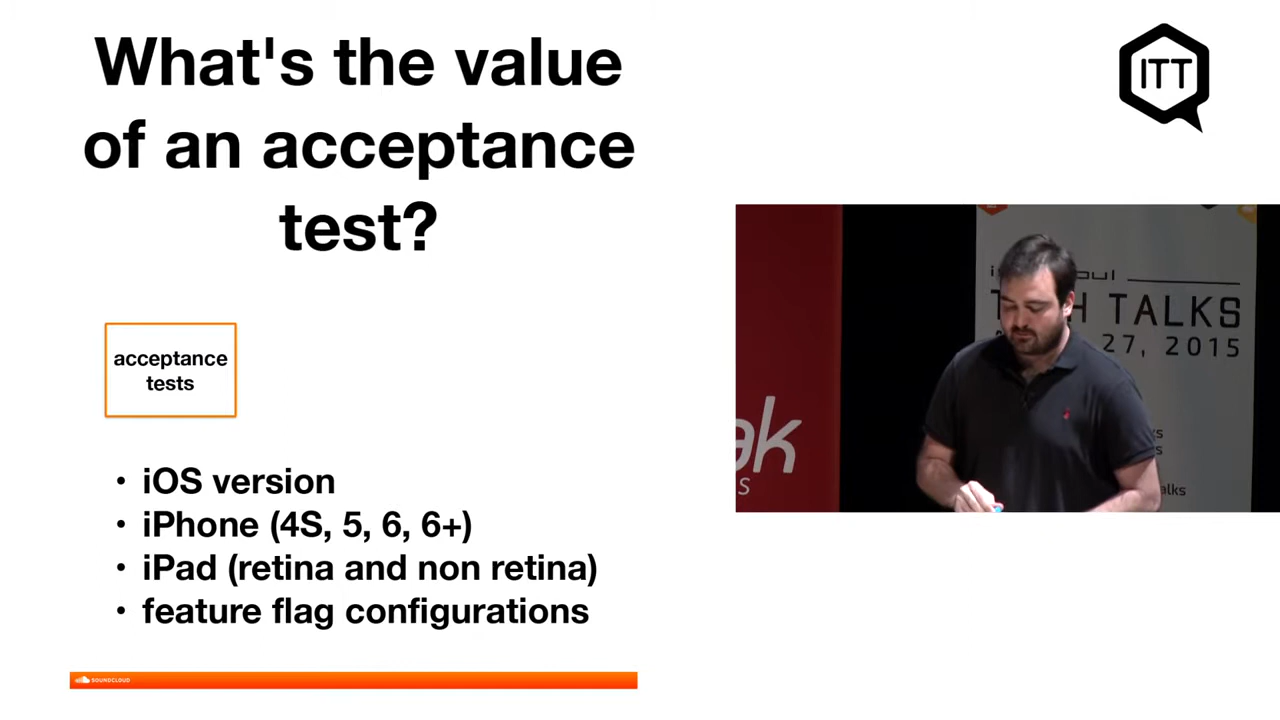 What's the value
of an acceptance
test?
ITT
acceptance
tests
• iOS version
• iPhone (4S, 5, 6, 6+)
• iPad (retina and non retina)
• feature flag configurations
SOUNDCLOUD
TALKS
27, 2015